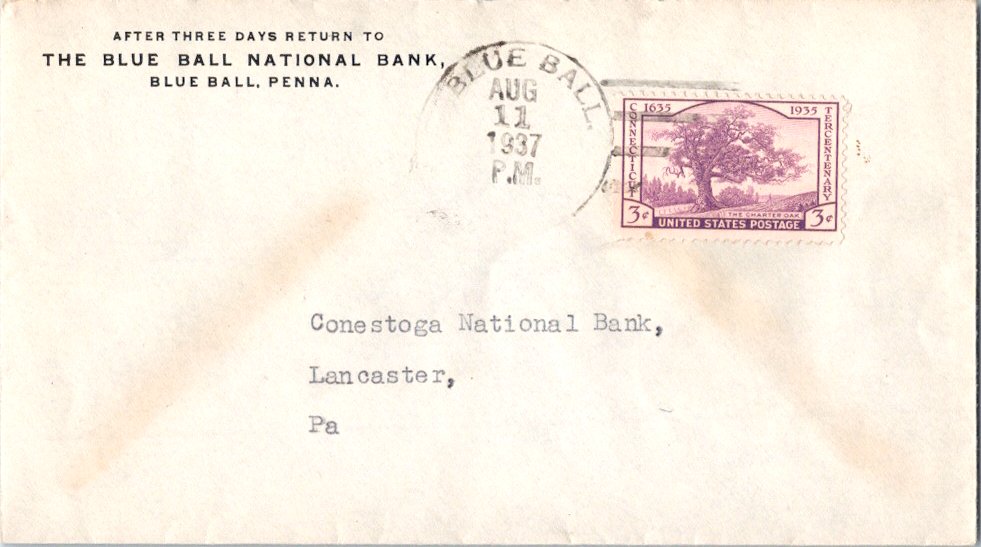 AFTER THREE DAYS RETURN TO
THE BLUE BALL NATIONAL BANK,
BLUE BALL, PENNA.
BLUE BALL.
AUG
11
1937
P.M.
1635 1935
CONNECTICUT
TERCENTENARY
THE CHARTER OAK
3¢ UNITED STATES POSTAGE 3¢
Conestoga National Bank,
Lancaster,
Pa